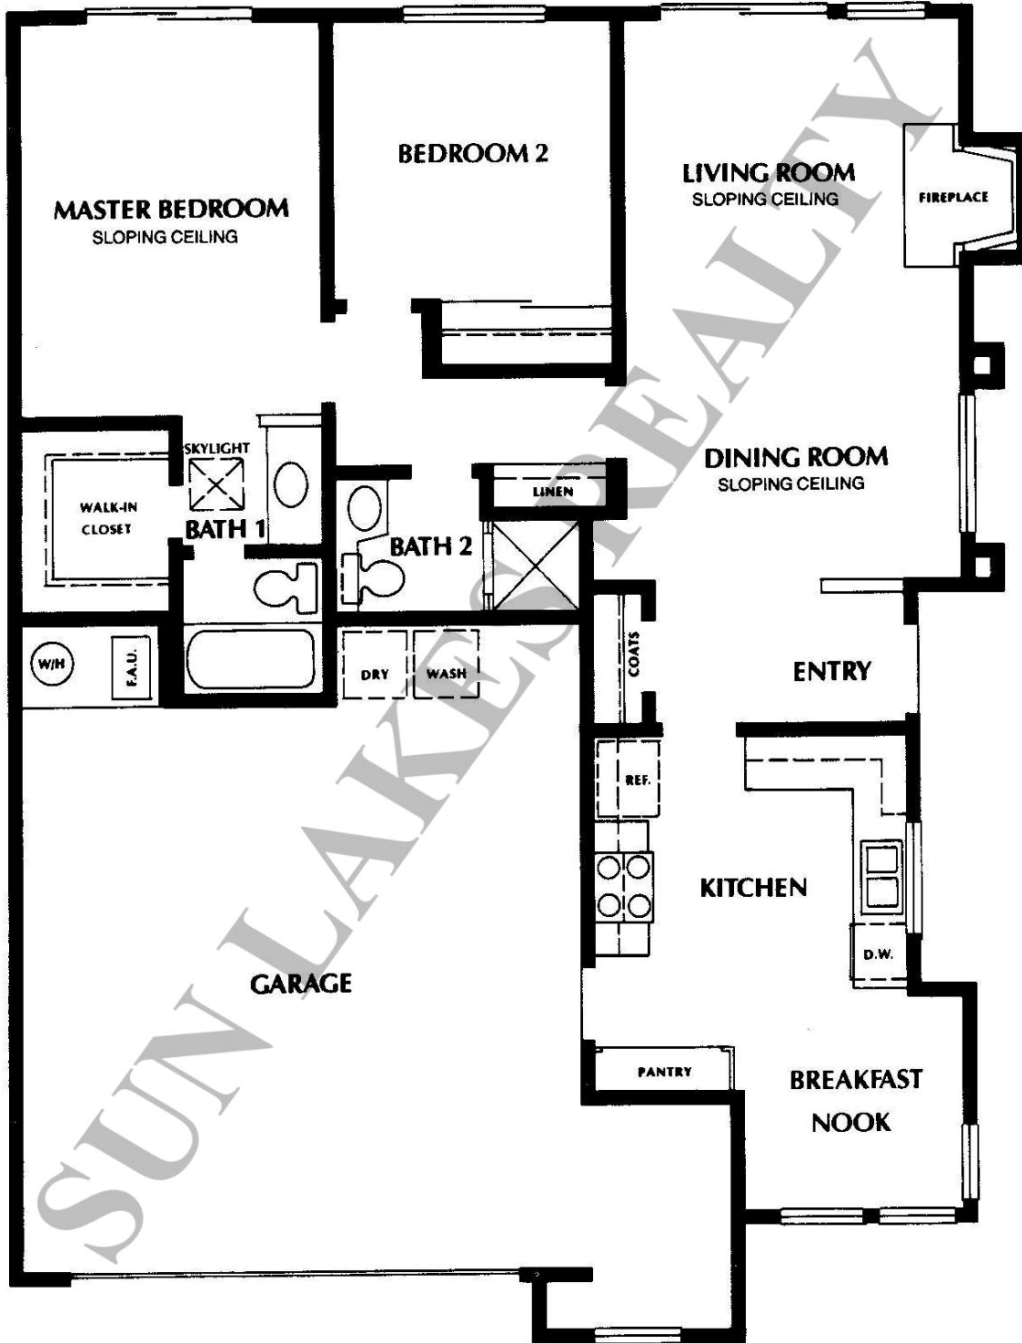 BEDROOM 2
LIVING ROOM
SLOPING CEILING
FIREPLACE
MASTER BEDROOM
SLOPING CEILING
SKYLIGHT
DINING ROOM
SLOPING CEILING
WALK-IN
CLOSET
BATH 1
LINEN
BATH 2
W/H
F.A.U.
DRY
WASH
COATS
ENTRY
REF.
KITCHEN
D.W.
GARAGE
PANTRY
BREAKFAST
NOOK
SUN LAKES REALTY